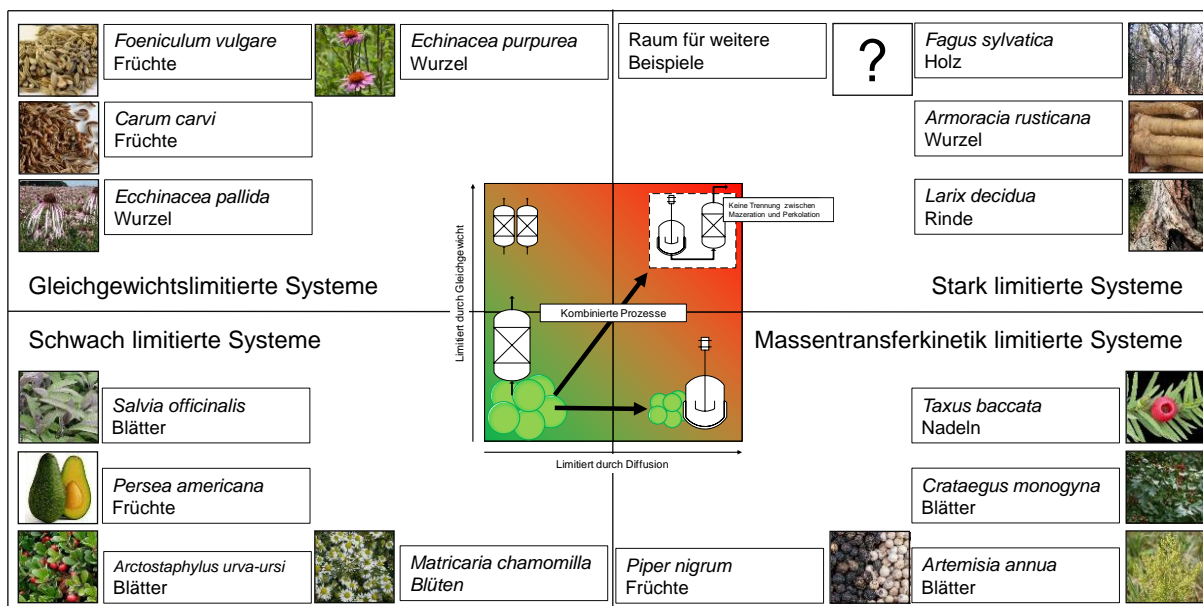 Foeniculum vulgare
Früchte
Echinacea purpurea
Wurzel
Carum carvi
Früchte
Ecchinacea pallida
Wurzel
Gleichgewichtslimitierte Systeme
Raum für weitere
Beispiele
?
Fagus sylvatica
Holz
Armoracia rusticana
Wurzel
Larix decidua
Rinde
Stark limitierte Systeme
Limitiert durch Gleichgewicht
Keine Trennung zwischen
Mazeration und Perkolation
Kombinierte Prozesse
Limitiert durch Diffusion
Schwach limitierte Systeme
Salvia officinalis
Blätter
Persea americana
Früchte
Arctostaphylus urva-ursi
Blätter
Matricaria chamomilla
Blüten
Massentransferkinetik limitierte Systeme
Taxus baccata
Nadeln
Crataegus monogyna
Blätter
Piper nigrum
Früchte
Artemisia annua
Blätter